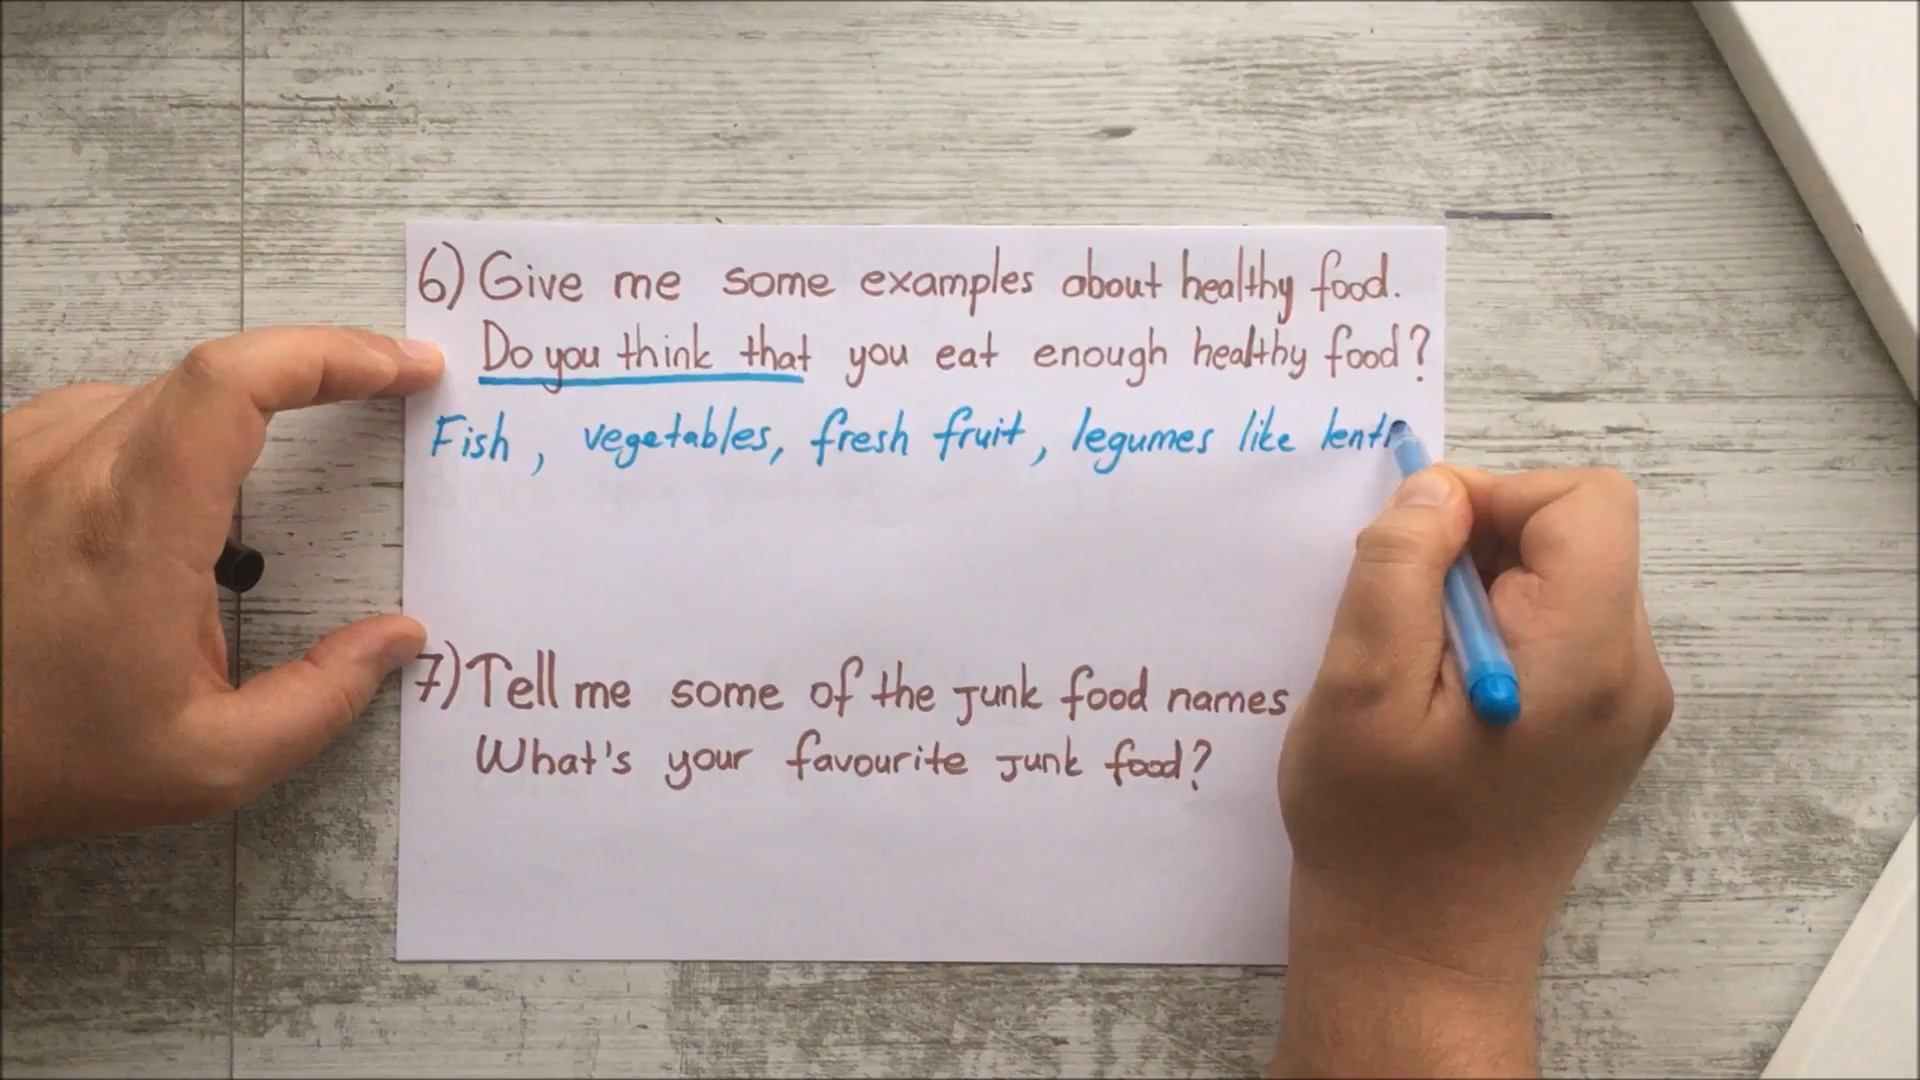 6) Give me some examples about healthy food.
Do you think that you eat enough healthy food?
Fish, vegetables, fresh fruit, legumes like
7) Tell me some of the junk food names
What's your favourite junk food?